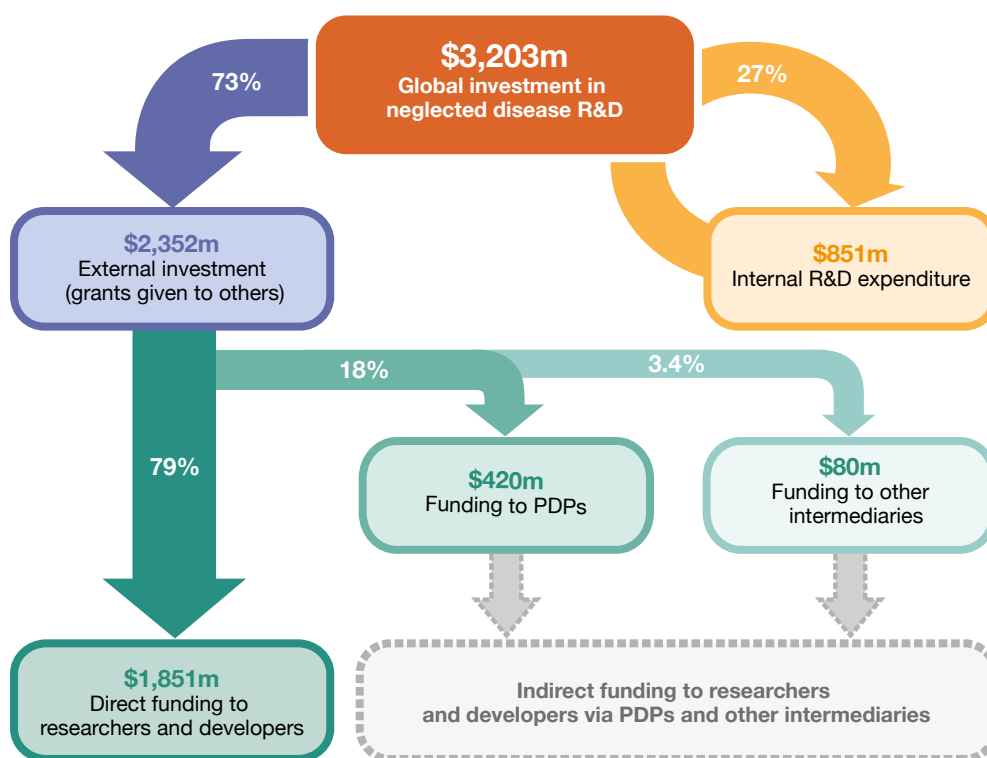 $3,203m
Global investment in
neglected disease R&D
73%
27%
$2,352m
External investment
(grants given to others)
$851m
Internal R&D expenditure
18%
3.4%
79%
$420m
Funding to PDPs
$80m
Funding to other
intermediaries
$1,851m
Direct funding to
researchers and developers
Indirect funding to researchers
and developers via PDPs and other intermediaries